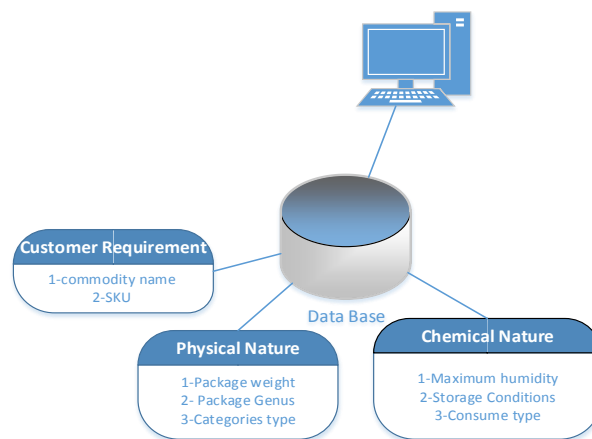 Customer Requirement
1-commodity name
2-SKU
Data Base
Physical Nature
1-Package weight
2- Package Genus
3-Categories type
Chemical Nature
1-Maximum humidity
2-Storage Conditions
3-Consume type